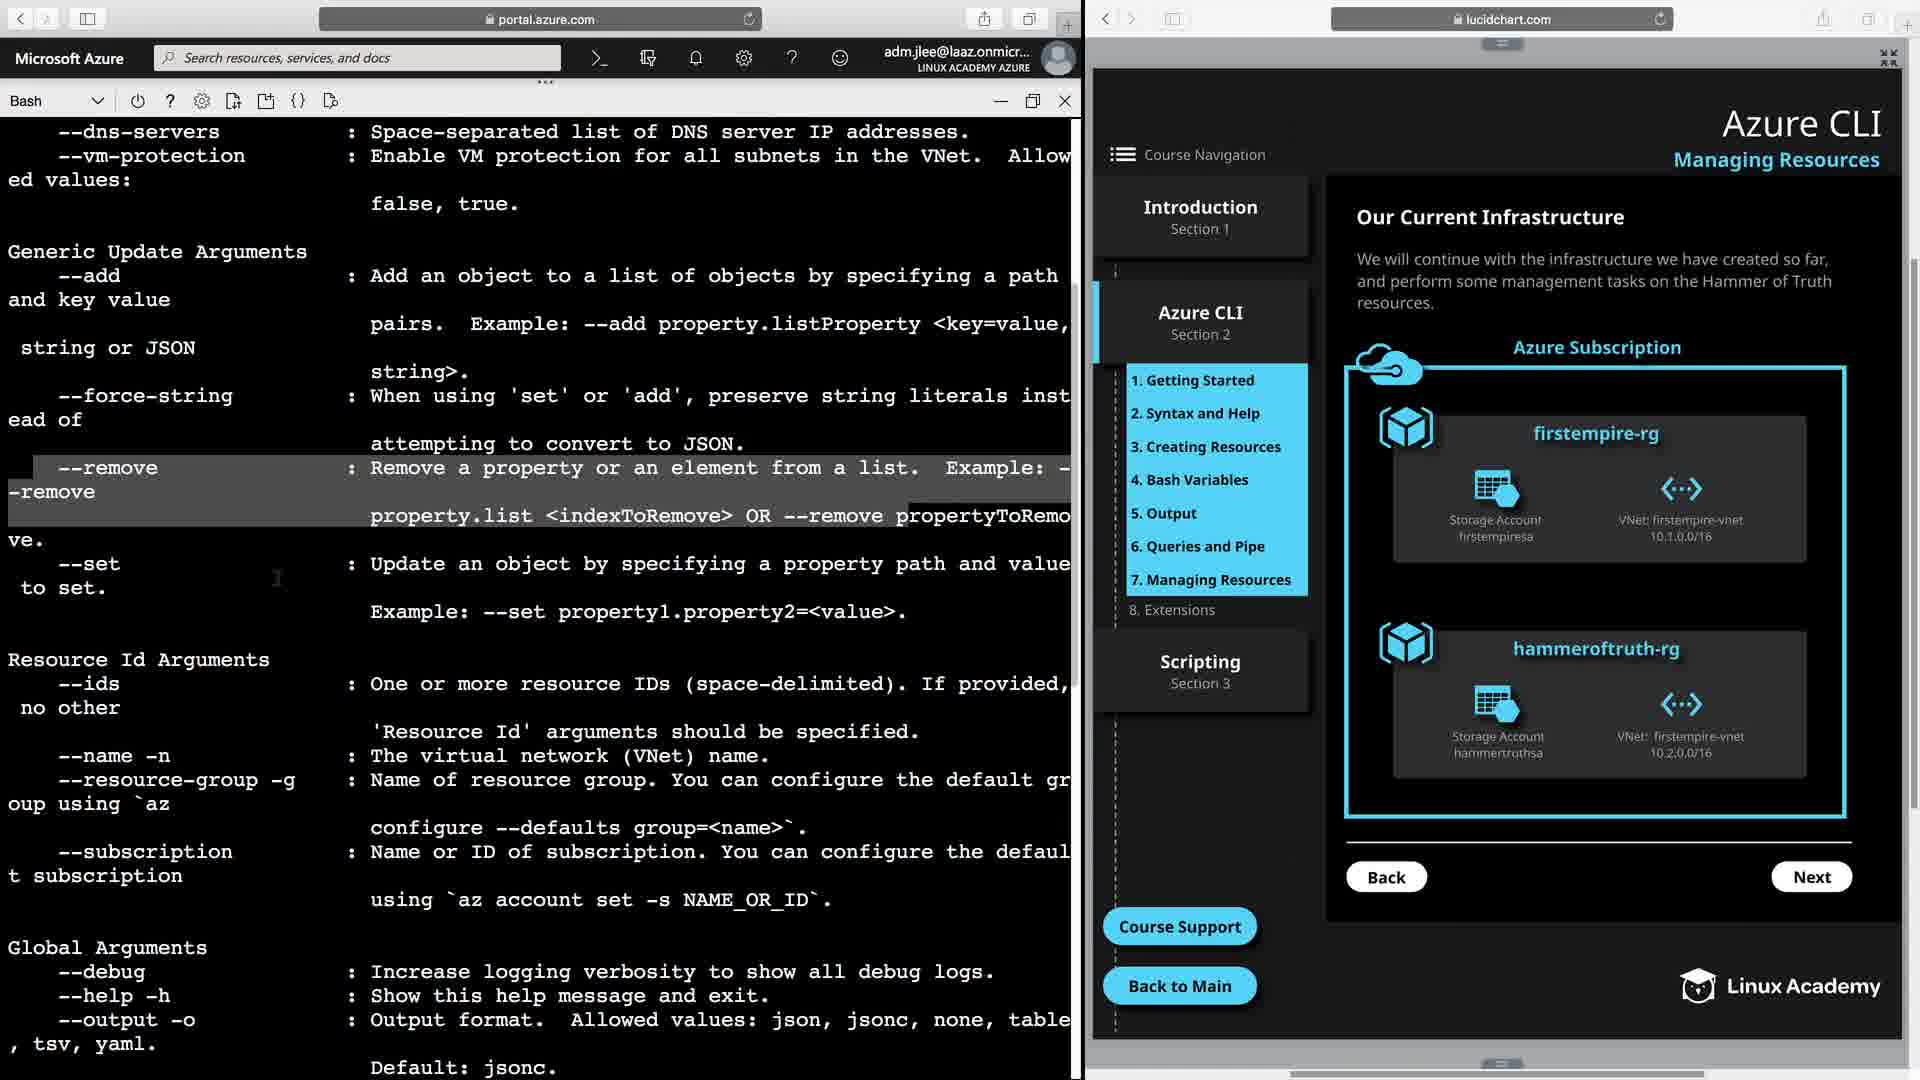 portal.azure.com
Microsoft Azure
Search resources, services, and docs
adm.jlee@laaz.onmicr...
LINUX ACADEMY AZURE
Bash
--dns-servers : Space-separated list of DNS server IP addresses.
--vm-protection : Enable VM protection for all subnets in the VNet.  Allow
ed values:
false, true.
Generic Update Arguments
--add : Add an object to a list of objects by specifying a path
and key value
pairs.  Example: --add property.listProperty <key=value,
string or JSON
string>.
--force-string : When using 'set' or 'add', preserve string literals inst
ead of
attempting to convert to JSON.
--remove : Remove a property or an element from a list.  Example: -
-remove
property.list <indexToRemove> OR --remove propertyToRemo
ve.
--set : Update an object by specifying a property path and value
to set.
Example: --set property1.property2=<value>.
Resource Id Arguments
--ids : One or more resource IDs (space-delimited). If provided,
no other
'Resource Id' arguments should be specified.
--name -n : The virtual network (VNet) name.
--resource-group -g : Name of resource group. You can configure the default gr
oup using `az
configure --defaults group=<name>`.
--subscription : Name or ID of subscription. You can configure the defaul
t subscription
using `az account set -s NAME_OR_ID`.
Global Arguments
--debug : Increase logging verbosity to show all debug logs.
--help -h : Show this help message and exit.
--output -o : Output format.  Allowed values: json, jsonc, none, table
, tsv, yaml.
Default: jsonc.
lucidchart.com
Azure CLI
Managing Resources
Course Navigation
Introduction
Section 1
Azure CLI
Section 2
1. Getting Started
2. Syntax and Help
3. Creating Resources
4. Bash Variables
5. Output
6. Queries and Pipe
7. Managing Resources
8. Extensions
Scripting
Section 3
Course Support
Back to Main
Our Current Infrastructure
We will continue with the infrastructure we have created so far,
and perform some management tasks on the Hammer of Truth
resources.
Azure Subscription
firstempire-rg
Storage Account
firstempiresa
VNet: firstempire-vnet
10.1.0.0/16
hammeroftruth-rg
Storage Account
hammertrothsa
VNet: firstempire-vnet
10.2.0.0/16
Back
Next
Linux Academy